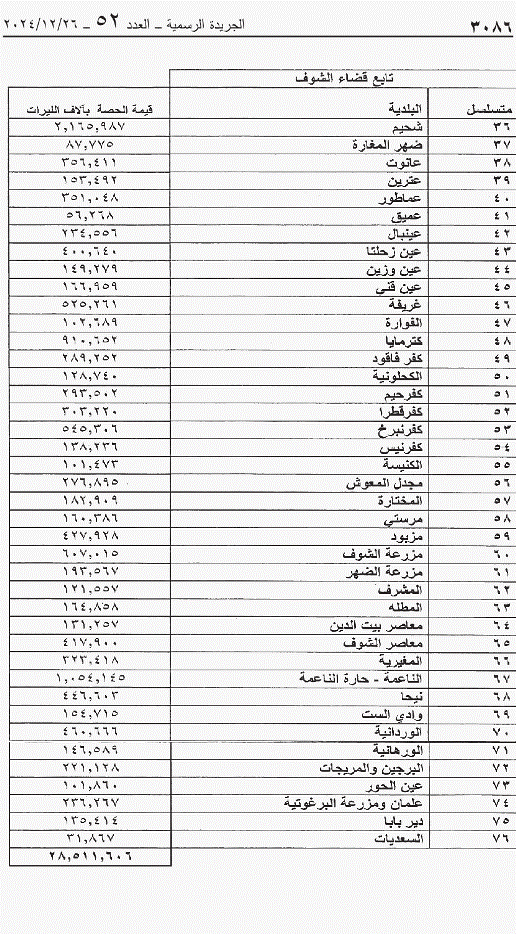 ٣٠٨٦ الجريدة الرسمية ـ العدد ٥٢ ـ ٢٠٢٤/١٢/٢٦
تابع قضاء الشوف
متسلسل البلدية قيمة الحصة بآلاف الليرات
٣٦ شحيم ٢,١٦٥,٩٨٧
٣٧ ضهر المغارة ٨٧,٧٧٥
٣٨ عانوت ٣٥٦,٤١١
٣٩ عترين ١٥٣,٤٩٢
٤٠ عماطور ٣٥١,٠٤٨
٤١ عميق ٥٦,٢٦٨
٤٢ عينبال ٢٣٤,٥٥٦
٤٣ عين زحلتا ٤٠٠,٦٤٠
٤٤ عين وزين ١٤٩,٢٧٩
٤٥ عين قني ١٦٦,٩٥٩
٤٦ غريفة ٥٢٥,٢٦١
٤٧ الفوارة ١٠٢,٦٨٩
٤٨ كترمايا ٩١٠,٦٥٢
٤٩ كفر فاقود ٢٨٩,٢٥٢
٥٠ الكحلونية ١٢٨,٧٤٠
٥١ كفرحيم ٢٩٣,٥٠٢
٥٢ كفرقطرا ٣٠٣,٢٢٠
٥٣ كفرنبرخ ٥٤٥,٣٠٦
٥٤ كفرنيس ١٣٨,٢٣٦
٥٥ الكنيسة ١٠١,٤٧٣
٥٦ مجدل المعوش ٢٧٦,٨٩٥
٥٧ المختارة ١٨٢,٩٠٩
٥٨ مرستي ١٦٠,٣٨٦
٥٩ مزبود ٤٢٧,٩٢٨
٦٠ مزرعة الشوف ٦٠٧,٠١٥
٦١ مزرعة الضهر ١٩٣,٥٦٧
٦٢ المشرف ١٢١,٥٥٧
٦٣ المطله ١٦٤,٨٥٨
٦٤ معاصر بيت الدين ١٣١,٢٥٧
٦٥ معاصر الشوف ٤١٧,٩٠٠
٦٦ المغيرية ٣٢٣,٤١٨
٦٧ الناعمة - حارة الناعمة ١,٠٥٤,١٤٥
٦٨ نيحا ٤٤٦,٦٠٣
٦٩ وادي الست ١٥٤,٧١٥
٧٠ الوردانية ٤٦٠,٦٦٦
٧١ الورهانية ١٤٦,٥٨٩
٧٢ البرجين والمريجات ٢٢١,١٢٨
٧٣ عين الحور ١٠١,٨٦٠
٧٤ علمان ومزرعة البرغوتية ٢٣٦,٢٦٧
٧٥ دير بابا ١٣٥,٤١٤
٧٦ السعديات ٣١,٨٦٧
٢٨,٥١١,٦٠٦